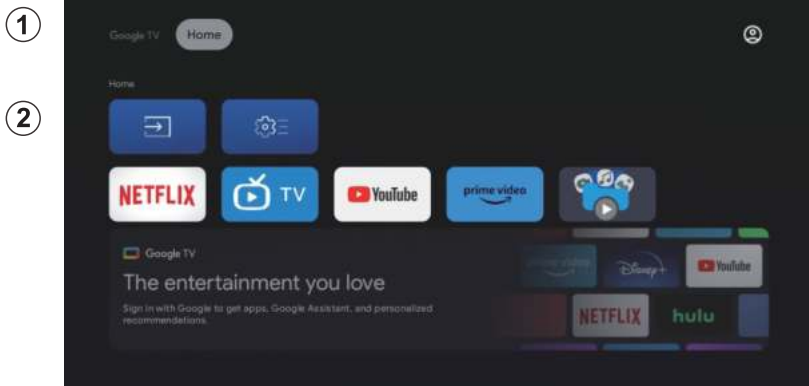 1
Google TV Home
Home
2
NETFLIX TV YouTube prime video
Google TV
The entertainment you love
Sign in with Google to get apps, Google Assistant, and personalized
recommendations.
prime video Disney+ YouTube
NETFLIX hulu